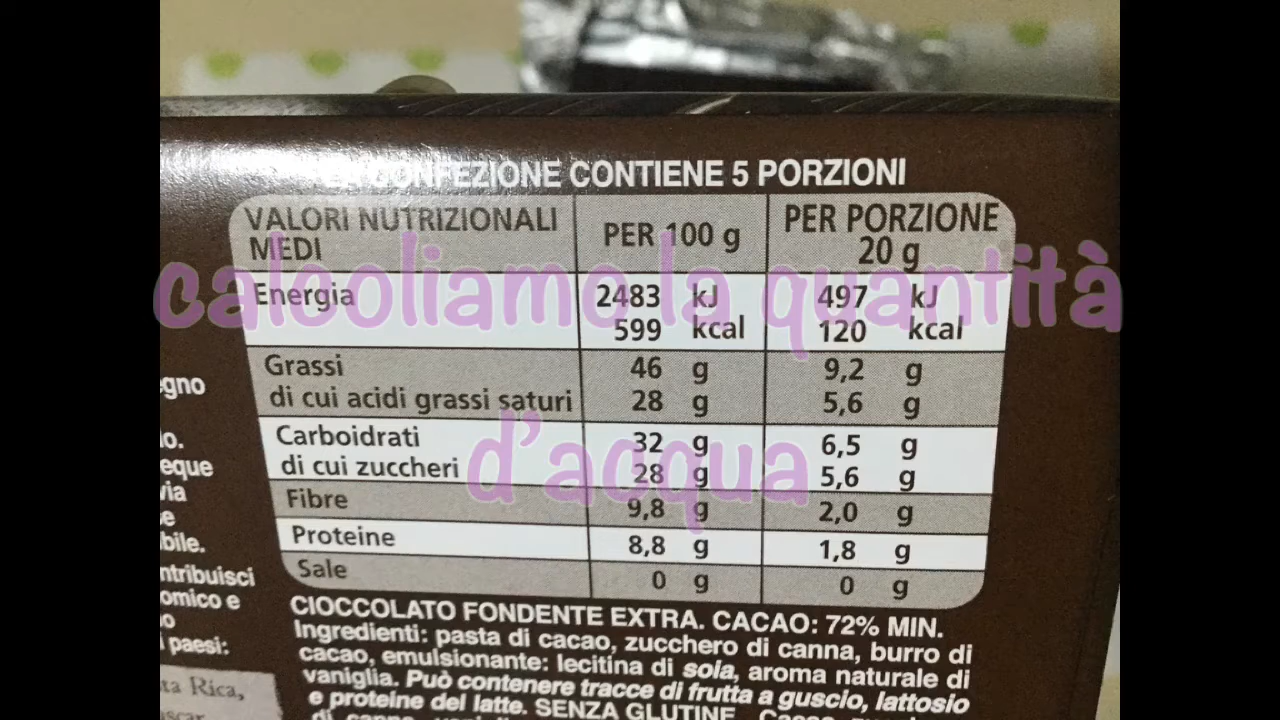 CONFEZIONE CONTIENE 5 PORZIONI
VALORI NUTRIZIONALI MEDI PER 100 g PER PORZIONE 20 g
calcoliamo la quantità
d'acqua
Energia 2483 kJ 497 kJ
599 kcal 120 kcal
Grassi 46 g 9,2 g
di cui acidi grassi saturi 28 g 5,6 g
Carboidrati 32 g 6,5 g
di cui zuccheri 28 g 5,6 g
Fibre 9,8 g 2,0 g
Proteine 8,8 g 1,8 g
Sale 0 g 0 g
CIOCCOLATO FONDENTE EXTRA. CACAO: 72% MIN.
Ingredienti: pasta di cacao, zucchero di canna, burro di
cacao, emulsionante: lecitina di soia, aroma naturale di
vaniglia. Può contenere tracce di frutta a guscio, lattosio
e proteine del latte. SENZA GLUTINE
egno
o.
eque
via
e
bile.
ntribuisci
omico e
o
i paesi:
ta Rica,